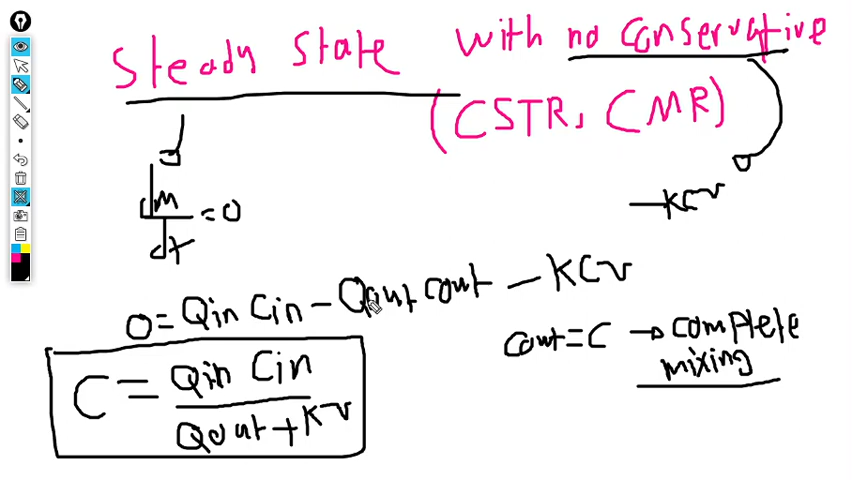 Steady State with no conservative
(CSTR, CMR)
dm/dt = 0
-KCV
0 = Qin Cin - Qout Cout - KCV
Cout = C → complete mixing
C = Qin Cin / Qout + KV